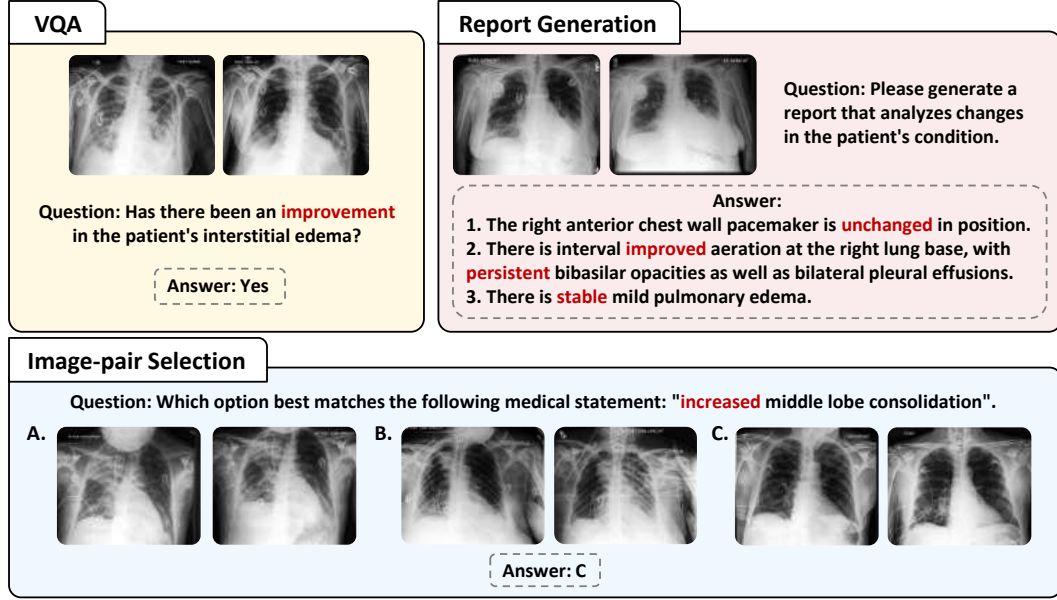 VQA
Question: Has there been an improvement
in the patient's interstitial edema?
Answer: Yes
Report Generation
Question: Please generate a
report that analyzes changes
in the patient's condition.
Answer:
1. The right anterior chest wall pacemaker is unchanged in position.
2. There is interval improved aeration at the right lung base, with
persistent bibasilar opacities as well as bilateral pleural effusions.
3. There is stable mild pulmonary edema.
Image-pair Selection
Question: Which option best matches the following medical statement: "increased middle lobe consolidation".
A.
B.
C.
Answer: C